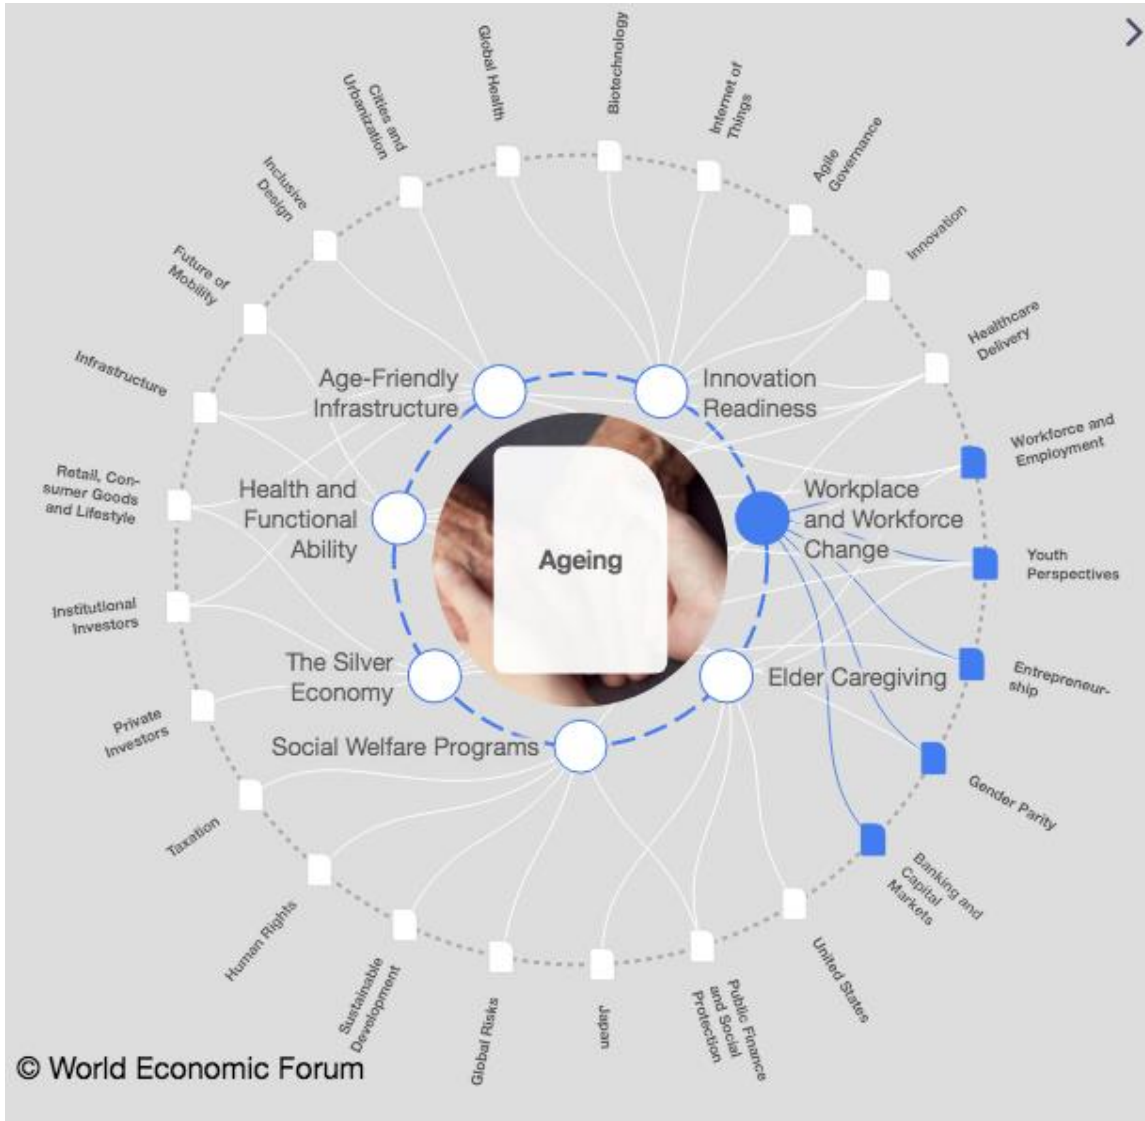 Global Health
Biotechnology
Internet of
Things
Agile
Governance
Innovation
Healthcare
Delivery
Workforce and
Employment
Youth
Perspectives
Entrepreneur-
ship
Gender Parity
Banking and
Capital
Markets
United States
Public Finance
and Social
Protection
Japan
Global Risks
Sustainable
Development
Human Rights
Taxation
Private
Investors
Institutional
Investors
Retail, Con-
sumer Goods
and Lifestyle
Infrastructure
Future of
Mobility
Inclusive
Design
Cities and
Urbanization
Age-Friendly
Infrastructure
Innovation
Readiness
Health and
Functional
Ability
Workplace
and Workforce
Change
Ageing
The Silver
Economy
Elder Caregiving
Social Welfare Programs
© World Economic Forum